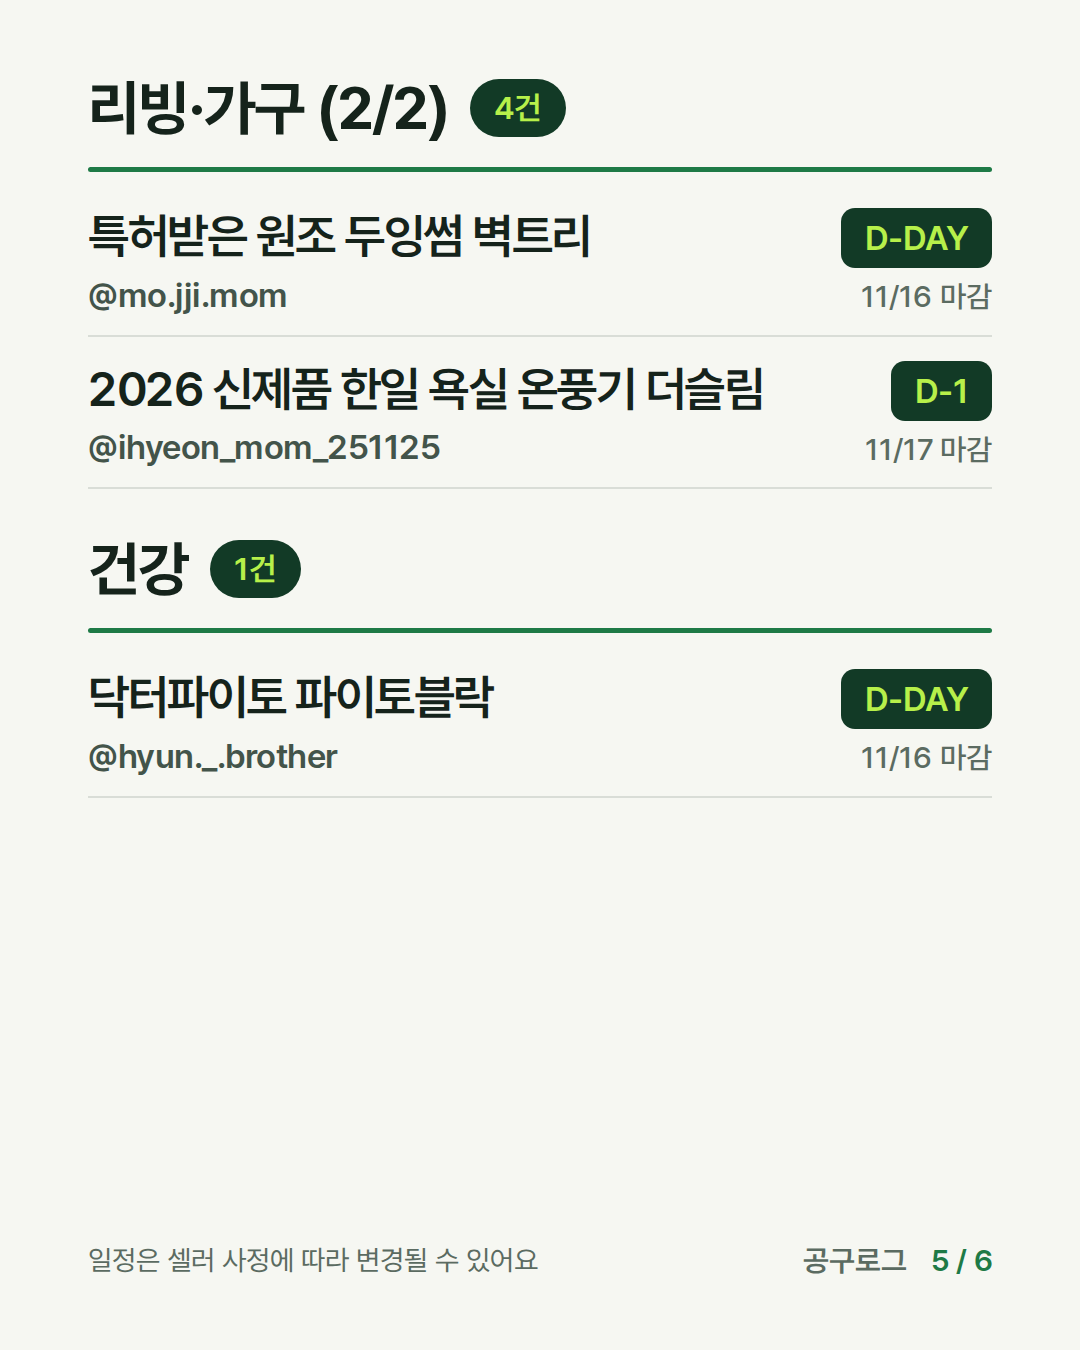 리빙·가구 (2/2) 4건
특허받은 원조 두잉썸 벽트리 D-DAY
@mo.jji.mom 11/16 마감
2026 신제품 한일 욕실 온풍기 더슬림 D-1
@ihyeon_mom_251125 11/17 마감
건강 1건
닥터파이토 파이토블락 D-DAY
@hyun._.brother 11/16 마감
일정은 셀러 사정에 따라 변경될 수 있어요 공구로그 5 / 6